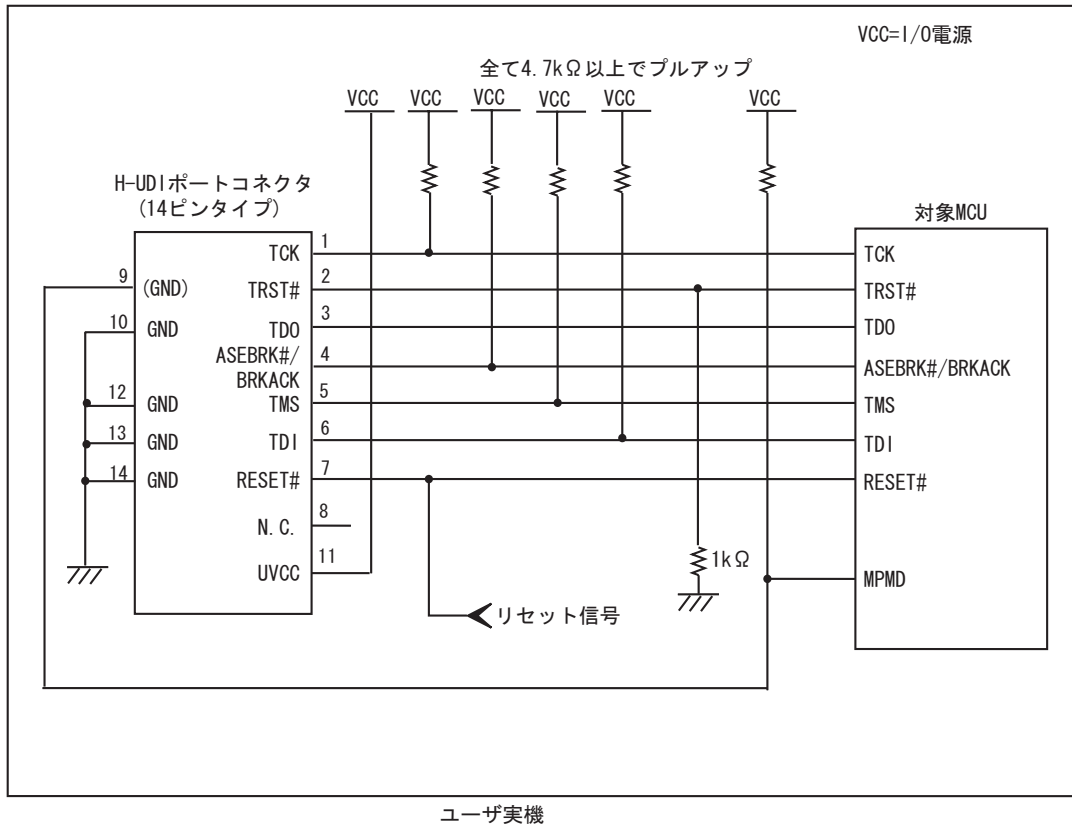 VCC=I/O電源
全て4.7kΩ以上でプルアップ
VCC VCC VCC VCC VCC VCC
H-UDIポートコネクタ
(14ピンタイプ)
対象MCU
TCK 1 TCK
9 (GND) TRST# 2 TRST#
10 GND TDO 3 TDO
ASEBRK#/
BRKACK 4 ASEBRK#/BRKACK
12 GND TMS 5 TMS
13 GND TDI 6 TDI
14 GND RESET# 7 RESET#
N.C. 8
UVCC 11
1kΩ
MPMD
リセット信号
ユーザ実機